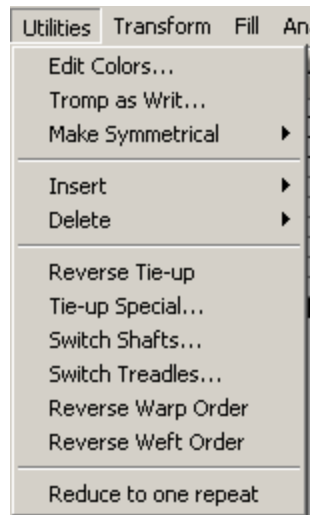 Utilities Transform Fill An
Edit Colors...
Tromp as Writ...
Make Symmetrical
Insert
Delete
Reverse Tie-up
Tie-up Special...
Switch Shafts...
Switch Treadles...
Reverse Warp Order
Reverse Weft Order
Reduce to one repeat